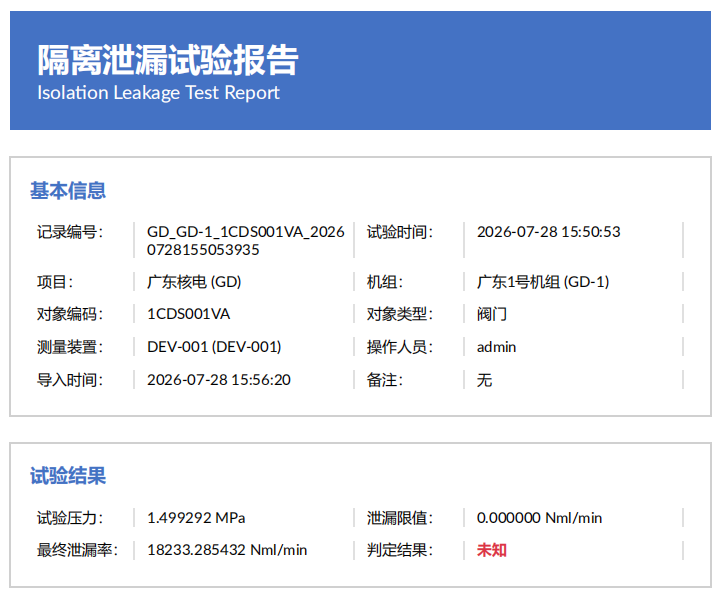 隔离泄漏试验报告
Isolation Leakage Test Report
基本信息
记录编号： GD_GD-1_1CDS001VA_2026 试验时间： 2026-07-28 15:50:53
0728155053935
项目： 广东核电 (GD) 机组： 广东1号机组 (GD-1)
对象编码： 1CDS001VA 对象类型： 阀门
测量装置： DEV-001 (DEV-001) 操作人员： admin
导入时间： 2026-07-28 15:56:20 备注： 无
试验结果
试验压力： 1.499292 MPa 泄漏限值： 0.000000 Nml/min
最终泄漏率： 18233.285432 Nml/min 判定结果： 未知